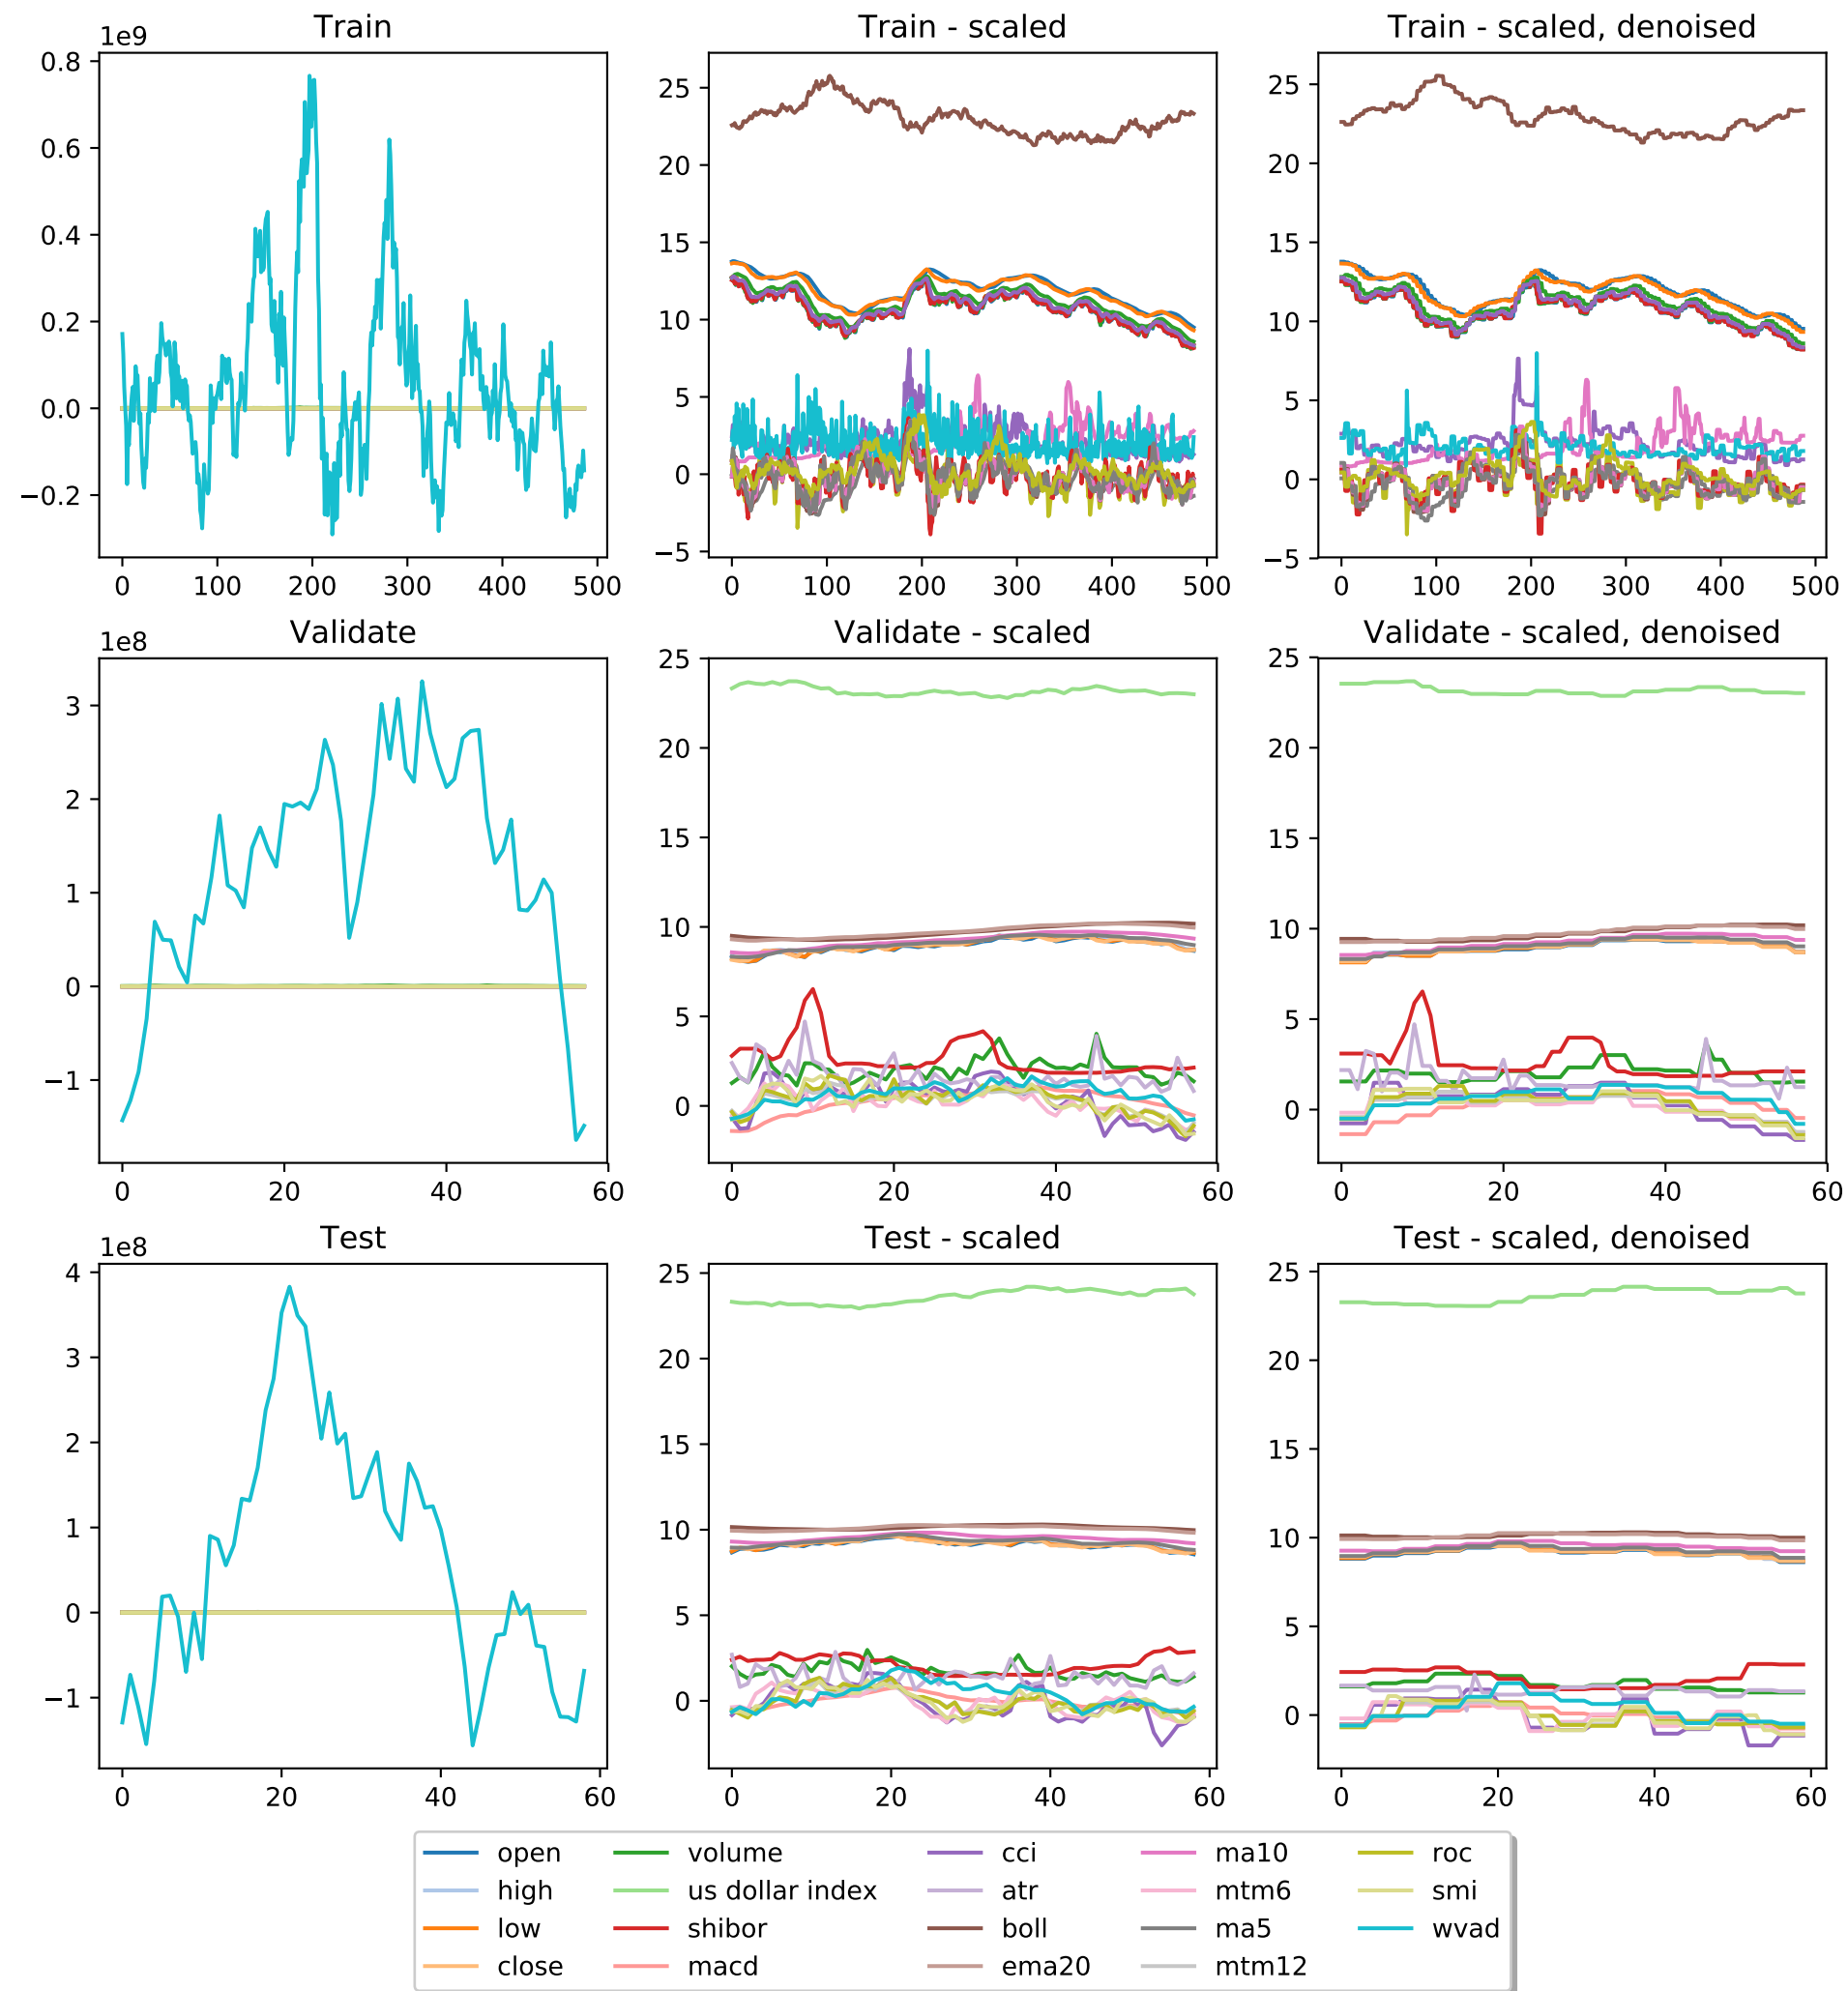 Train
1e9
0.8
0.6
0.4
0.2
0.0
−0.2
0 100 200 300 400 500
Train - scaled
25
20
15
10
5
0
−5
0 100 200 300 400 500
Train - scaled, denoised
25
20
15
10
5
0
−5
0 100 200 300 400 500
Validate
1e8
3
2
1
0
−1
0 20 40 60
Validate - scaled
25
20
15
10
5
0
0 20 40 60
Validate - scaled, denoised
25
20
15
10
5
0
0 20 40 60
Test
1e8
4
3
2
1
0
−1
0 20 40 60
Test - scaled
25
20
15
10
5
0
0 20 40 60
Test - scaled, denoised
25
20
15
10
5
0
0 20 40 60
open volume cci ma10 roc
high us dollar index atr mtm6 smi
low shibor boll ma5 wvad
close macd ema20 mtm12